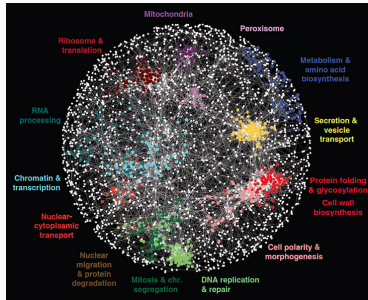 Mitochondria
Peroxisome
Ribosome &
translation
Metabolism &
amino acid
biosynthesis
RNA
processing
Secretion &
vesicle
transport
Chromatin &
transcription
Protein folding
& glycosylation
Cell wall
biosynthesis
Nuclear-
cytoplasmic
transport
Cell polarity &
morphogenesis
Nuclear
migration
& protein
degradation
Mitosis & chr.
segregation
DNA replication
& repair